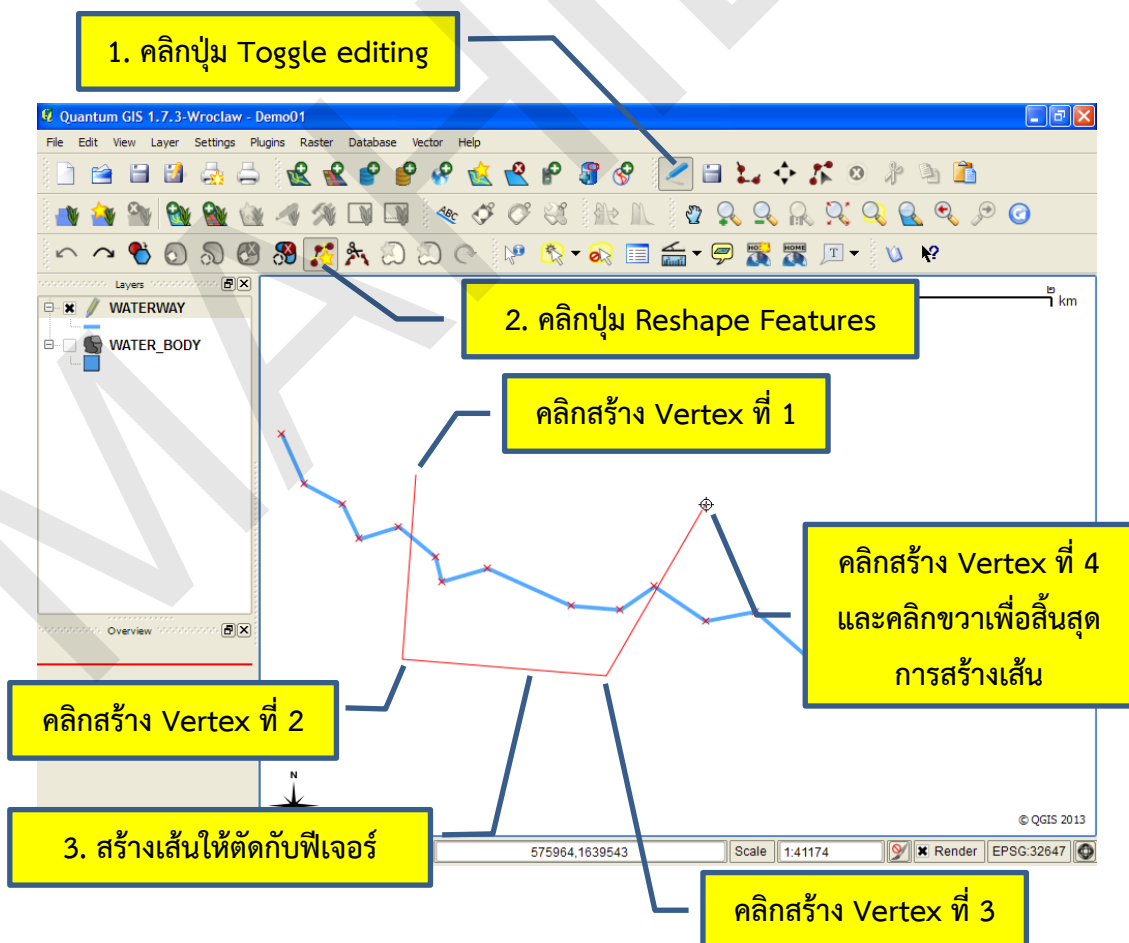 1. คลิกปุ่ม Toggle editing
Quantum GIS 1.7.3-Wroclaw - Demo01
File Edit View Layer Settings Plugins Raster Database Vector Help
ABC
HOME
HOME
T
Layers
WATERWAY
WATER_BODY
2. คลิกปุ่ม Reshape Features
๒ km
คลิกสร้าง Vertex ที่ 1
คลิกสร้าง Vertex ที่ 4
และคลิกขวาเพื่อสิ้นสุด
การสร้างเส้น
Overview
คลิกสร้าง Vertex ที่ 2
N
3. สร้างเส้นให้ตัดกับฟีเจอร์
© QGIS 2013
575964,1639543
Scale 1:41174
Render EPSG:32647
คลิกสร้าง Vertex ที่ 3